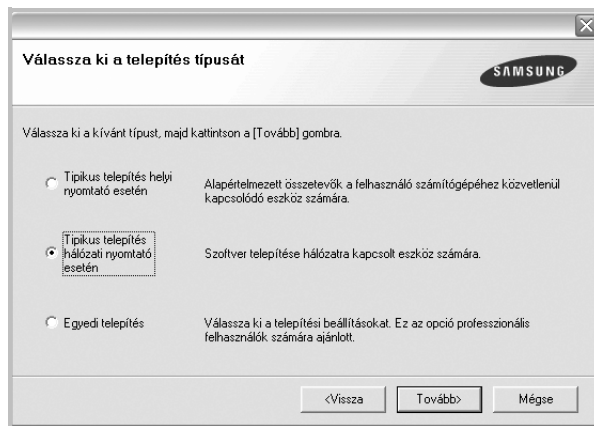 Válassza ki a telepítés típusát
SAMSUNG
Válassza ki a kívánt típust, majd kattintson a [Tovább] gombra.
Tipikus telepítés helyi
nyomtató esetén
Alapértelmezett összetevők a felhasználó számítógépéhez közvetlenül
kapcsolódó eszköz számára.
Tipikus telepítés
hálózati nyomtató
esetén
Szoftver telepítése hálózatra kapcsolt eszköz számára.
Egyedi telepítés
Válassza ki a telepítési beállításokat. Ez az opció professzionális
felhasználók számára ajánlott.
<Vissza
Tovább>
Mégse